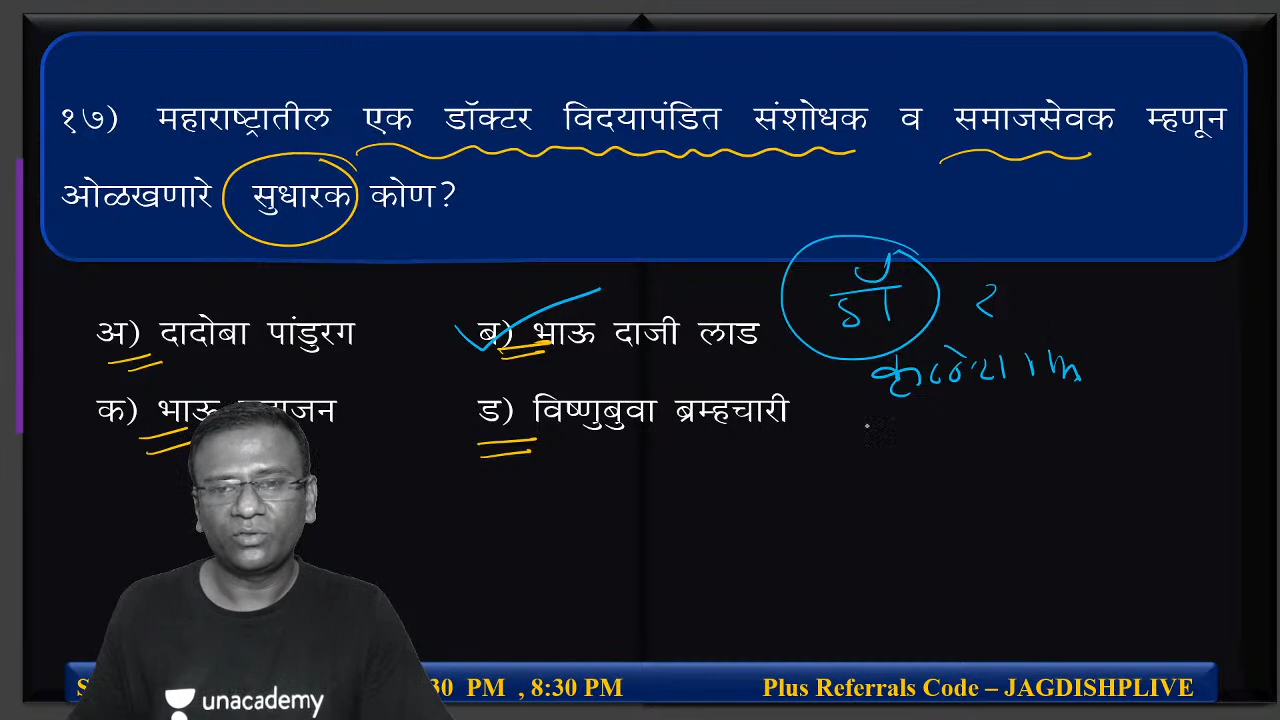 १७) महाराष्ट्रातील एक डॉक्टर विदयापंडित संशोधक व समाजसेवक म्हणून
ओळखणारे सुधारक कोण?
अ) दादोबा पांडुरग
ब) भाऊ दाजी लाड
क) भाऊ
ड) विष्णुबुवा ब्रम्हचारी
डॉ
30 PM , 8:30 PM
Plus Referrals Code – JAGDISHPLIVE
unacademy